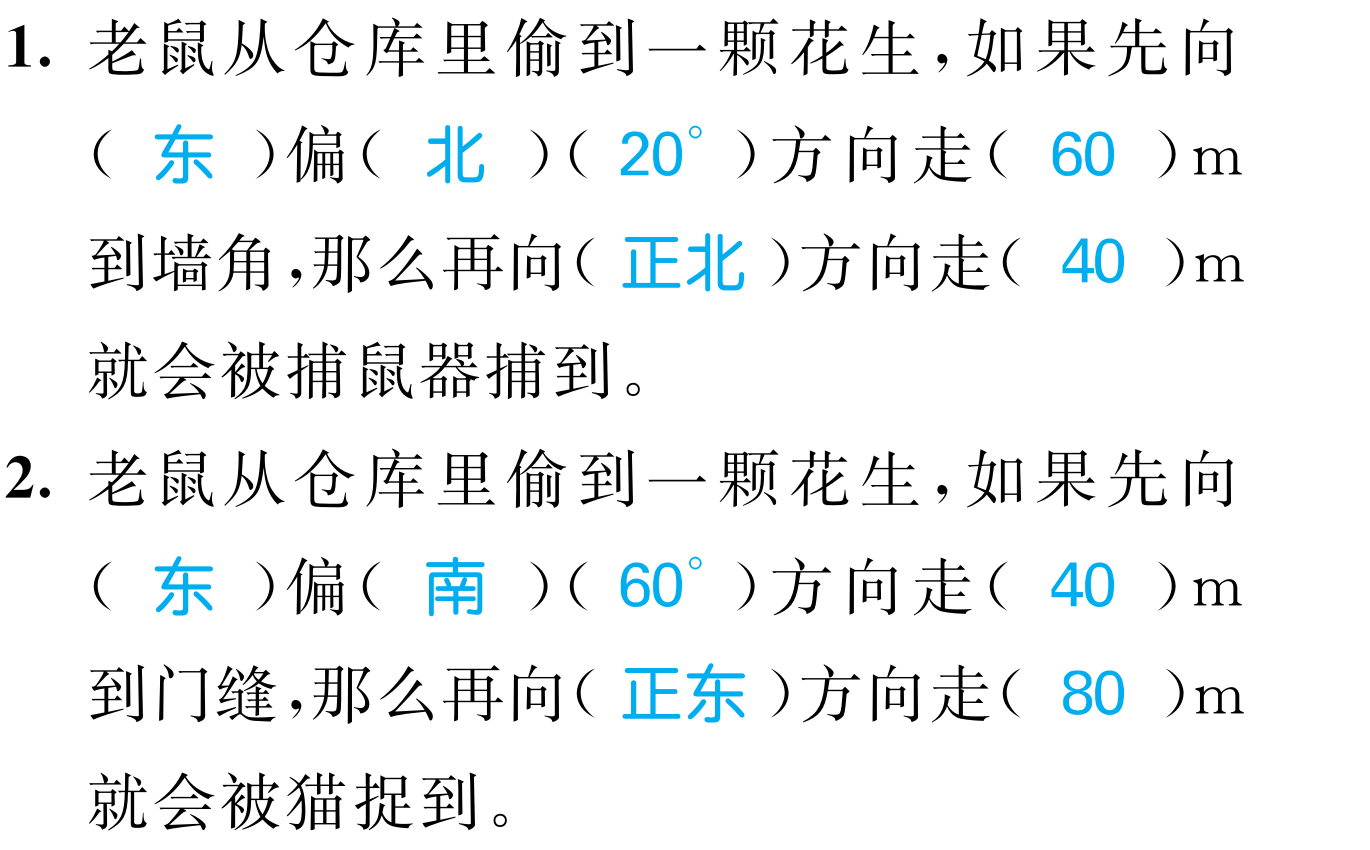 1. 老鼠从仓库里偷到一颗花生,如果先向
( 东 )偏( 北 )( 20° )方向走( 60 )m
到墙角,那么再向( 正北 )方向走( 40 )m
就会被捕鼠器捕到。
2. 老鼠从仓库里偷到一颗花生,如果先向
( 东 )偏( 南 )( 60° )方向走( 40 )m
到门缝,那么再向( 正东 )方向走( 80 )m
就会被猫捉到。